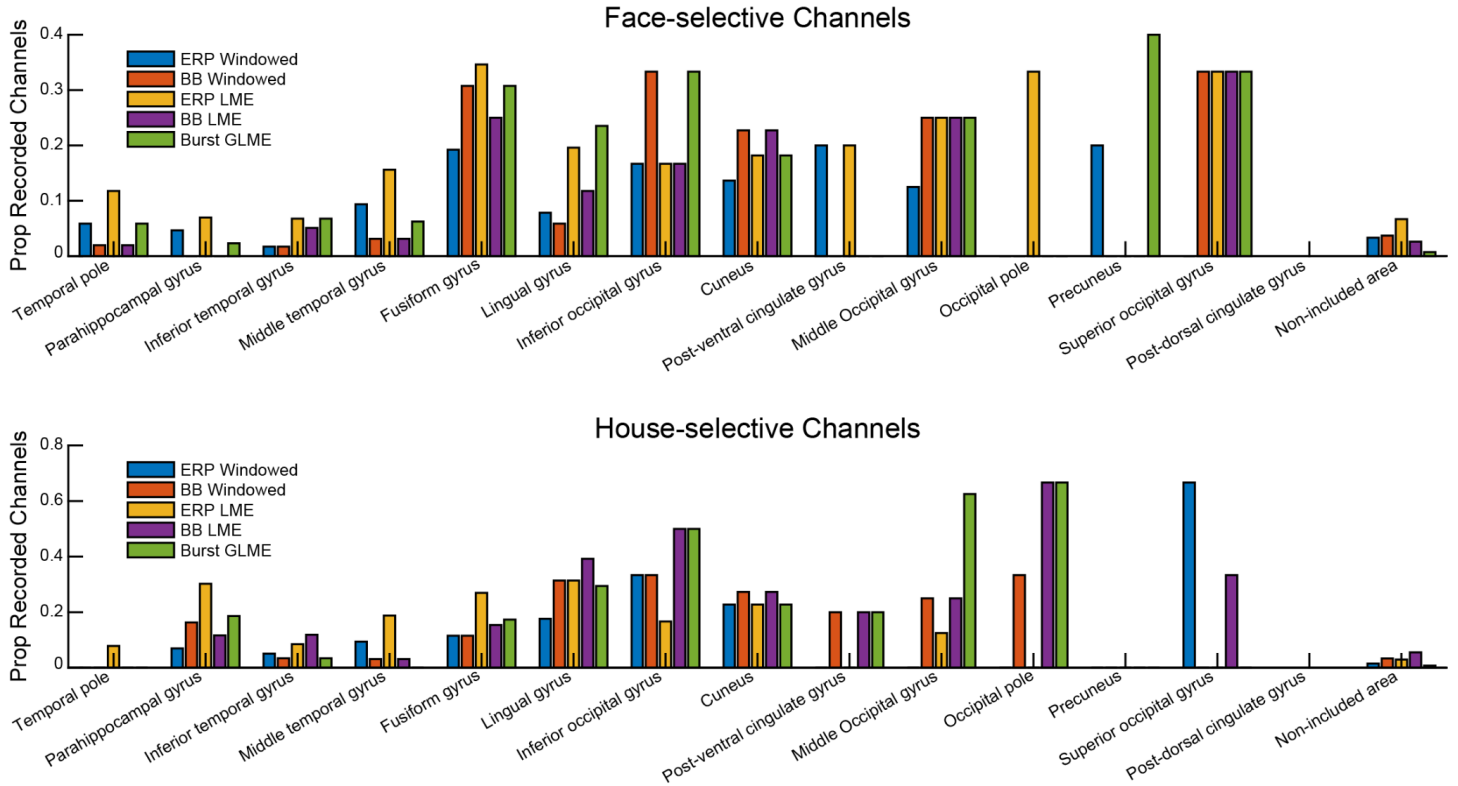 Face-selective Channels
Prop Recorded Channels
0.4
0.3
0.2
0.1
0
ERP Windowed
BB Windowed
ERP LME
BB LME
Burst GLME
Temporal pole
Parahippocampal gyrus
Inferior temporal gyrus
Middle temporal gyrus
Fusiform gyrus
Lingual gyrus
Inferior occipital gyrus
Cuneus
Post-ventral cingulate gyrus
Middle Occipital gyrus
Occipital pole
Precuneus
Superior occipital gyrus
Post-dorsal cingulate gyrus
Non-included area
House-selective Channels
Prop Recorded Channels
0.8
0.6
0.4
0.2
0
ERP Windowed
BB Windowed
ERP LME
BB LME
Burst GLME
Temporal pole
Parahippocampal gyrus
Inferior temporal gyrus
Middle temporal gyrus
Fusiform gyrus
Lingual gyrus
Inferior occipital gyrus
Cuneus
Post-ventral cingulate gyrus
Middle Occipital gyrus
Occipital pole
Precuneus
Superior occipital gyrus
Post-dorsal cingulate gyrus
Non-included area